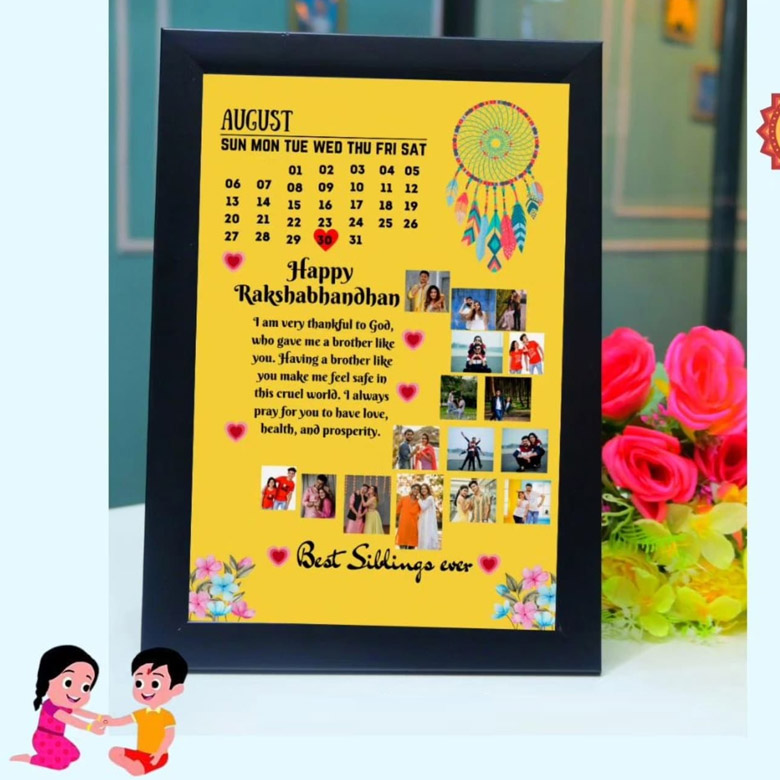 AUGUST
SUN MON TUE WED THU FRI SAT
01 02 03 04 05
06 07 08 09 10 11 12
13 14 15 16 17 18 19
20 21 22 23 24 25 26
27 28 29 30 31
Happy
Rakshabhandhan
I am very thankful to God,
who gave me a brother like
you. Having a brother like
you make me feel safe in
this cruel world. I always
pray for you to have love,
health, and prosperity.
Best Siblings ever